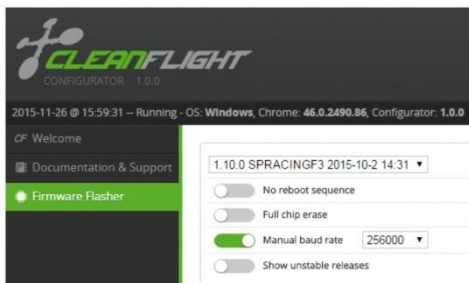 CLEANFLIGHT
CONFIGURATOR 1.0.0
2015-11-26 @ 15:59:31 -- Running - OS: Windows, Chrome: 46.0.2490.86, Configurator: 1.0.0
CF Welcome
Documentation & Support
Firmware Flasher
1.10.0 SPRACINGF3 2015-10-2 14:31
No reboot sequence
Full chip erase
Manual baud rate 256000
Show unstable releases